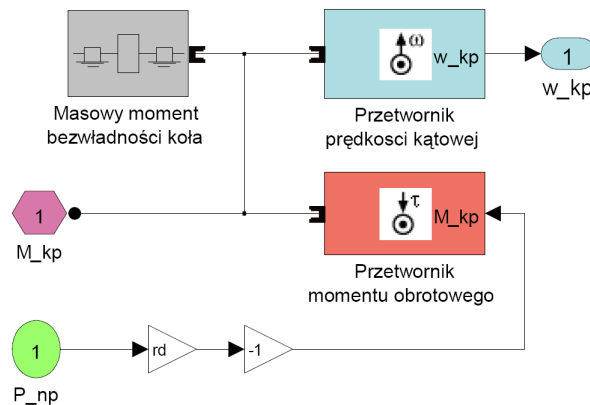 ω
w_kp
1
w_kp
Masowy moment
bezwładności koła
Przetwornik
prędkosci kątowej
1
M_kp
τ
M_kp
Przetwornik
momentu obrotowego
1
P_np
rd
-1